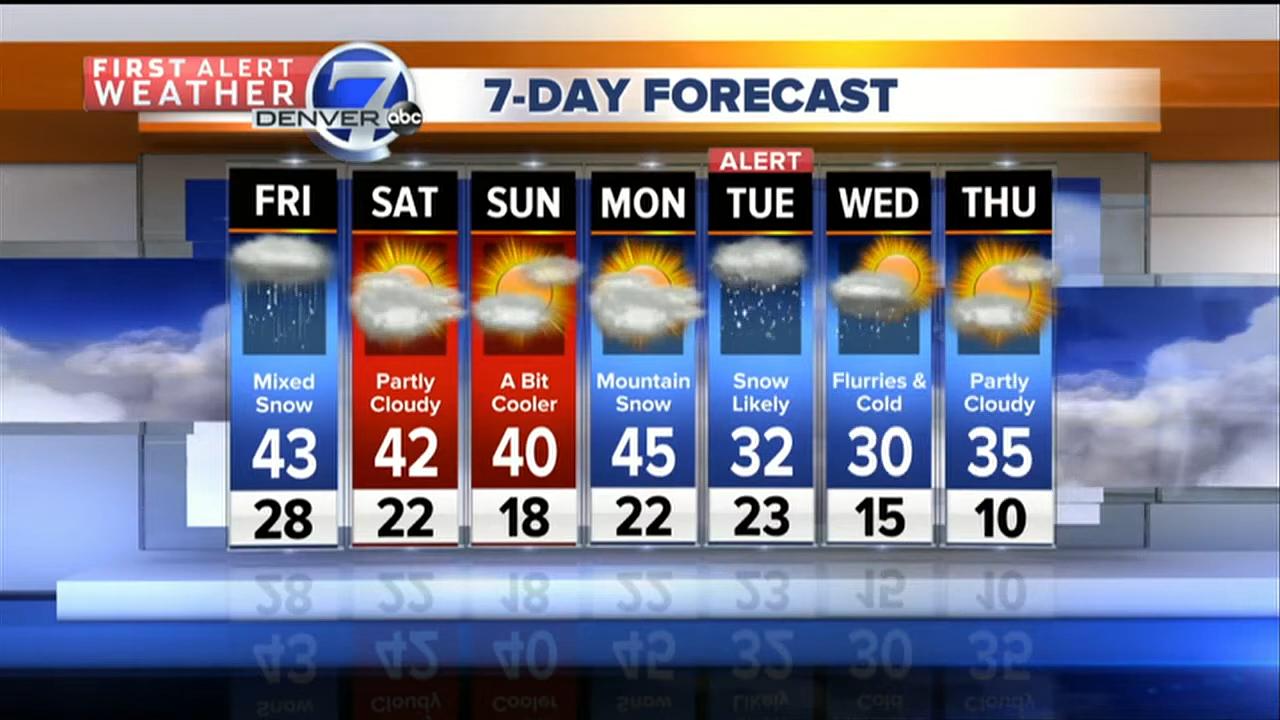 FIRST ALERT
WEATHER
7
DENVER abc
7-DAY FORECAST
ALERT
FRI SAT SUN MON TUE WED THU
Mixed Partly A Bit Mountain Snow Flurries & Partly
Snow Cloudy Cooler Snow Likely Cold Cloudy
43 42 40 45 32 30 35
28 22 18 22 23 15 10